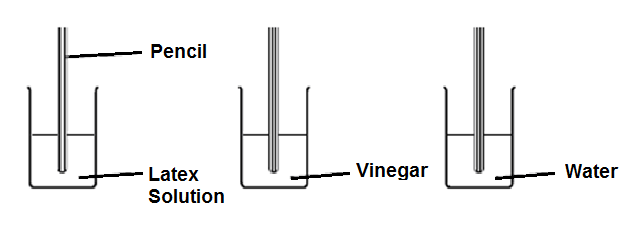 Pencil
Latex
Solution
Vinegar
Water